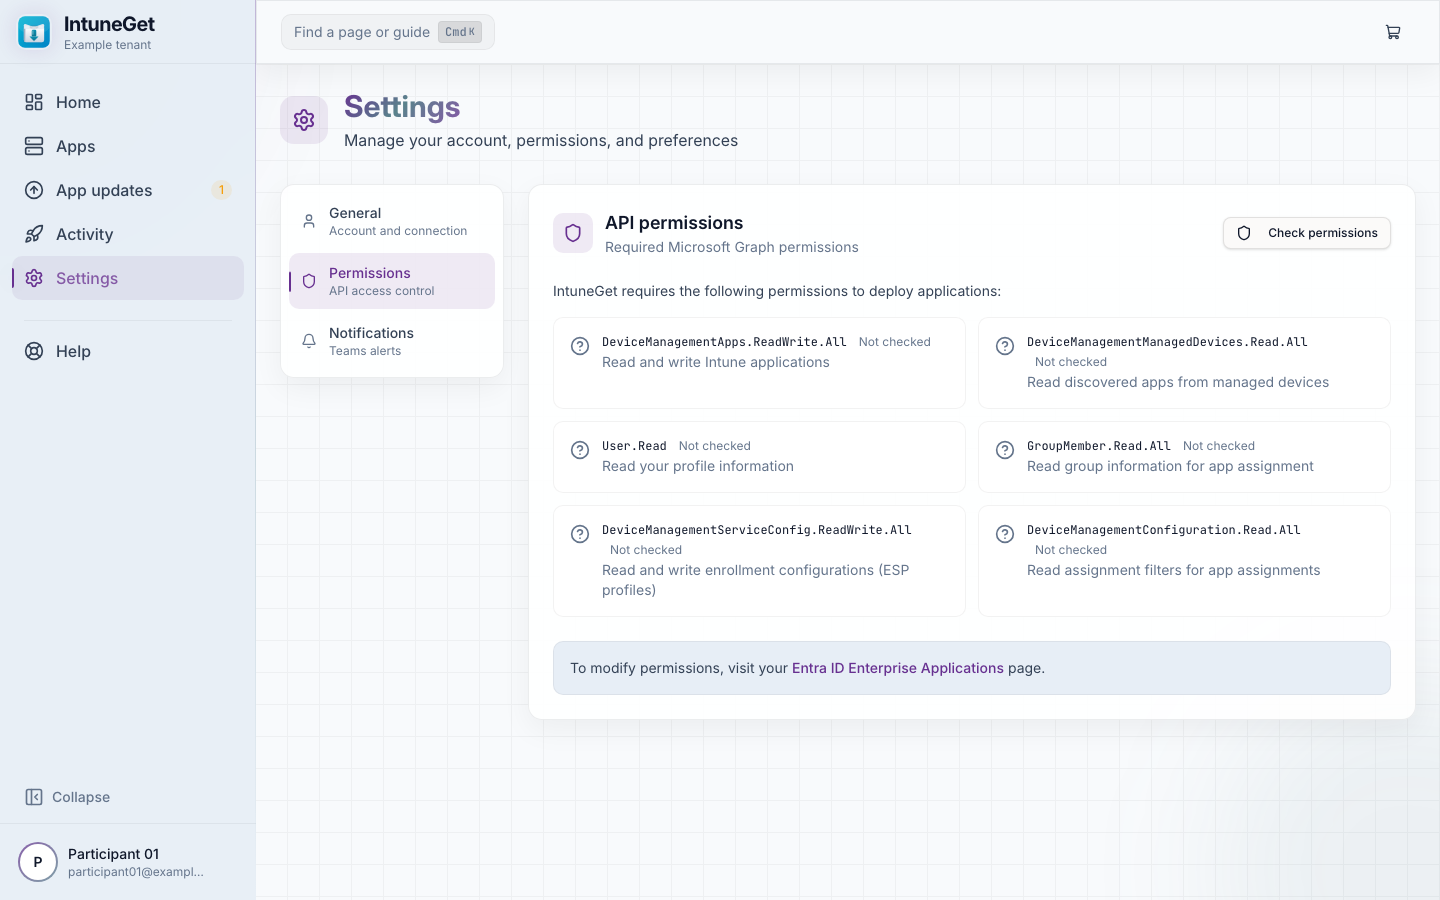 IntuneGet
Example tenant
Find a page or guide Cmd K
Home
Apps
App updates 1
Activity
Settings
Help
Collapse
P
Participant 01
participant01@exampl...
Settings
Manage your account, permissions, and preferences
General
Account and connection
Permissions
API access control
Notifications
Teams alerts
API permissions
Required Microsoft Graph permissions
Check permissions
IntuneGet requires the following permissions to deploy applications:
DeviceManagementApps.ReadWrite.All Not checked
Read and write Intune applications
DeviceManagementManagedDevices.Read.All
Not checked
Read discovered apps from managed devices
User.Read Not checked
Read your profile information
GroupMember.Read.All Not checked
Read group information for app assignment
DeviceManagementServiceConfig.ReadWrite.All
Not checked
Read and write enrollment configurations (ESP
profiles)
DeviceManagementConfiguration.Read.All
Not checked
Read assignment filters for app assignments
To modify permissions, visit your Entra ID Enterprise Applications page.